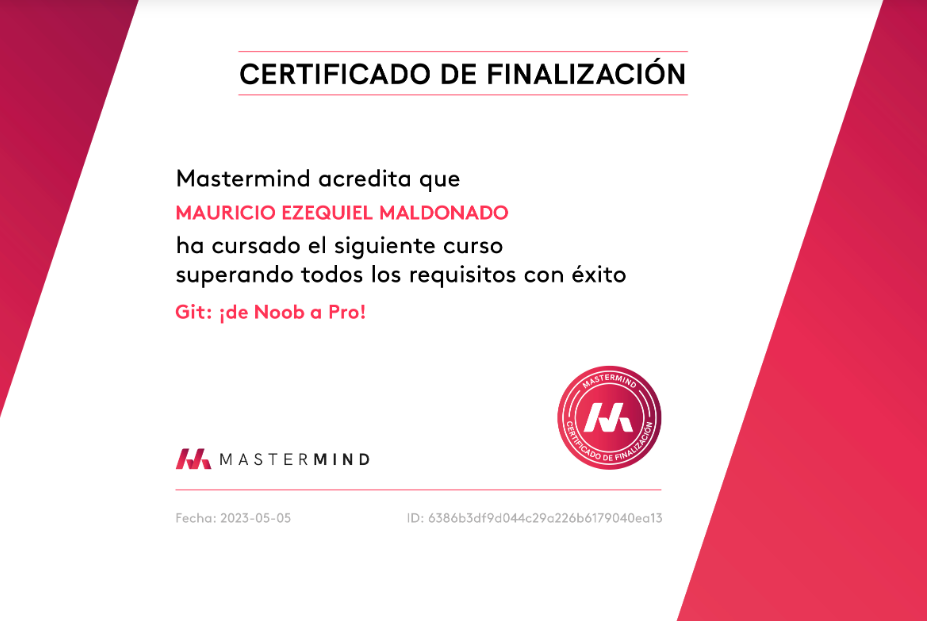 CERTIFICADO DE FINALIZACIÓN
Mastermind acredita que
MAURICIO EZEQUIEL MALDONADO
ha cursado el siguiente curso
superando todos los requisitos con éxito
Git: ¡de Noob a Pro!
MASTERMIND
CERTIFICADO DE FINALIZACIÓN
MASTERMIND
Fecha: 2023-05-05
ID: 6386b3df9d044c29a226b6179040ea13